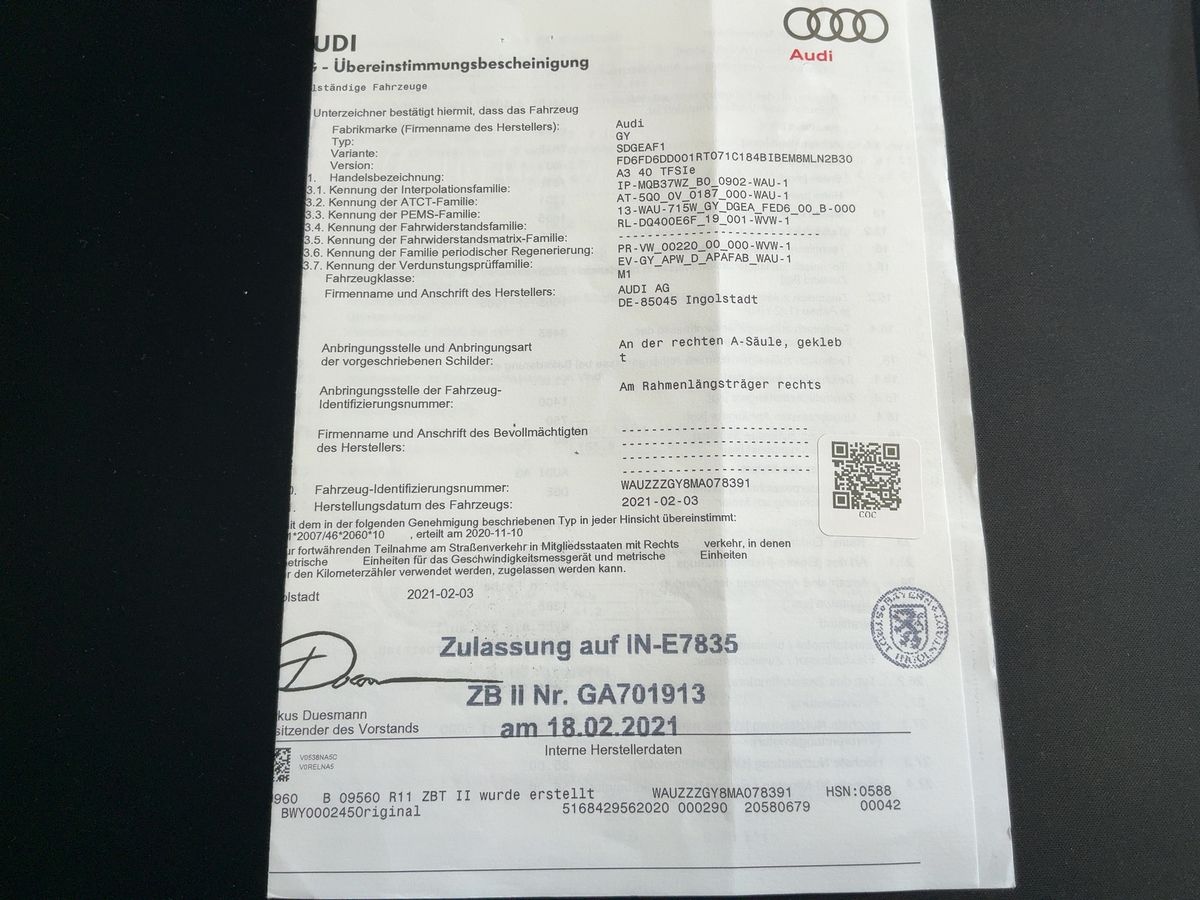 UDI
Audi
- Übereinstimmungsbescheinigung
lständige Fahrzeuge
Unterzeichner bestätigt hiermit, dass das Fahrzeug
Fabrikmarke (Firmenname des Herstellers): Audi
Typ: GY
Variante: SDGEAF1
Version: FD6FD6DD001RT071C184BIBEM8MLN2B30
1. Handelsbezeichnung: A3 40 TFSIe
3.1. Kennung der Interpolationsfamilie: IP-MQB37WZ_B0_0902-WAU-1
3.2. Kennung der ATCT-Familie: AT-5Q0_0V_0187_000-WAU-1
3.3. Kennung der PEMS-Familie: 13-WAU-715W_GY_DGEA_FED6_00_B-000
3.4. Kennung der Fahrwiderstandsfamilie: RL-DQ400E6F_19_001-WVW-1
3.5. Kennung der Fahrwiderstandsmatrix-Familie: --------------------
3.6. Kennung der Familie periodischer Regenerierung: PR-VW_00220_00_000-WVW-1
3.7. Kennung der Verdunstungsprüffamilie: EV-GY_APW_D_APAFAB_WAU-1
Fahrzeugklasse: M1
Firmenname und Anschrift des Herstellers: AUDI AG
DE-85045 Ingolstadt
Anbringungsstelle und Anbringungsart An der rechten A-Säule, gekleb
der vorgeschriebenen Schilder: t
Anbringungsstelle der Fahrzeug- Am Rahmenlängsträger rechts
Identifizierungsnummer:
Firmenname und Anschrift des Bevollmächtigten
des Herstellers:
0. Fahrzeug-Identifizierungsnummer: WAUZZZGY8MA078391
COC
. Herstellungsdatum des Fahrzeugs: 2021-02-03
it dem in der folgenden Genehmigung beschriebenen Typ in jeder Hinsicht übereinstimmt:
1*2007/46*2060*10 , erteilt am 2020-11-10
ur fortwährenden Teilnahme am Straßenverkehr in Mitgliedsstaaten mit Rechts verkehr, in denen
etrische Einheiten für das Geschwindigkeitsmessgerät und metrische Einheiten
r den Kilometerzähler verwendet werden, zugelassen werden kann.
olstadt 2021-02-03
BAYERN
STADT INGOLSTADT
Zulassung auf IN-E7835
ZB II Nr. GA701913
am 18.02.2021
kus Duesmann
sitzender des Vorstands
Interne Herstellerdaten
V0538NA5C
V0RELNA5
960 B 09560 R11 ZBT II wurde erstellt WAUZZZGY8MA078391 HSN:0588
BWY0002450riginal 5168429562020 000290 20580679 00042